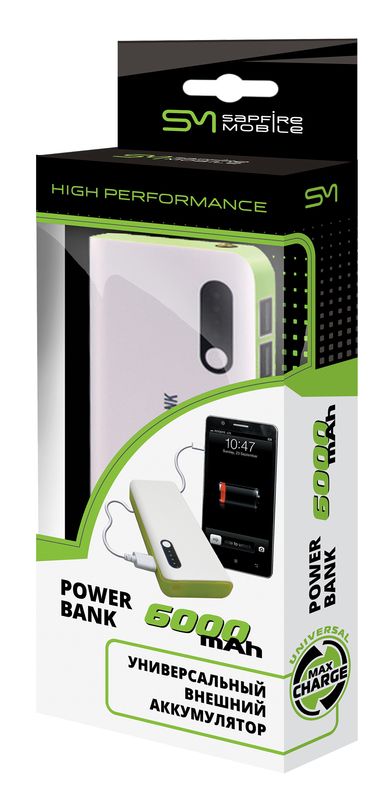 SM SAPFIRE
MOBILE
HIGH PERFORMANCE
SM
NK
10:47
POWER
BANK
6000
mAh
УНИВЕРСАЛЬНЫЙ
ВНЕШНИЙ
АККУМУЛЯТОР
POWER
BANK
6000
mAh
UNIVERSAL
MAX
CHARGE